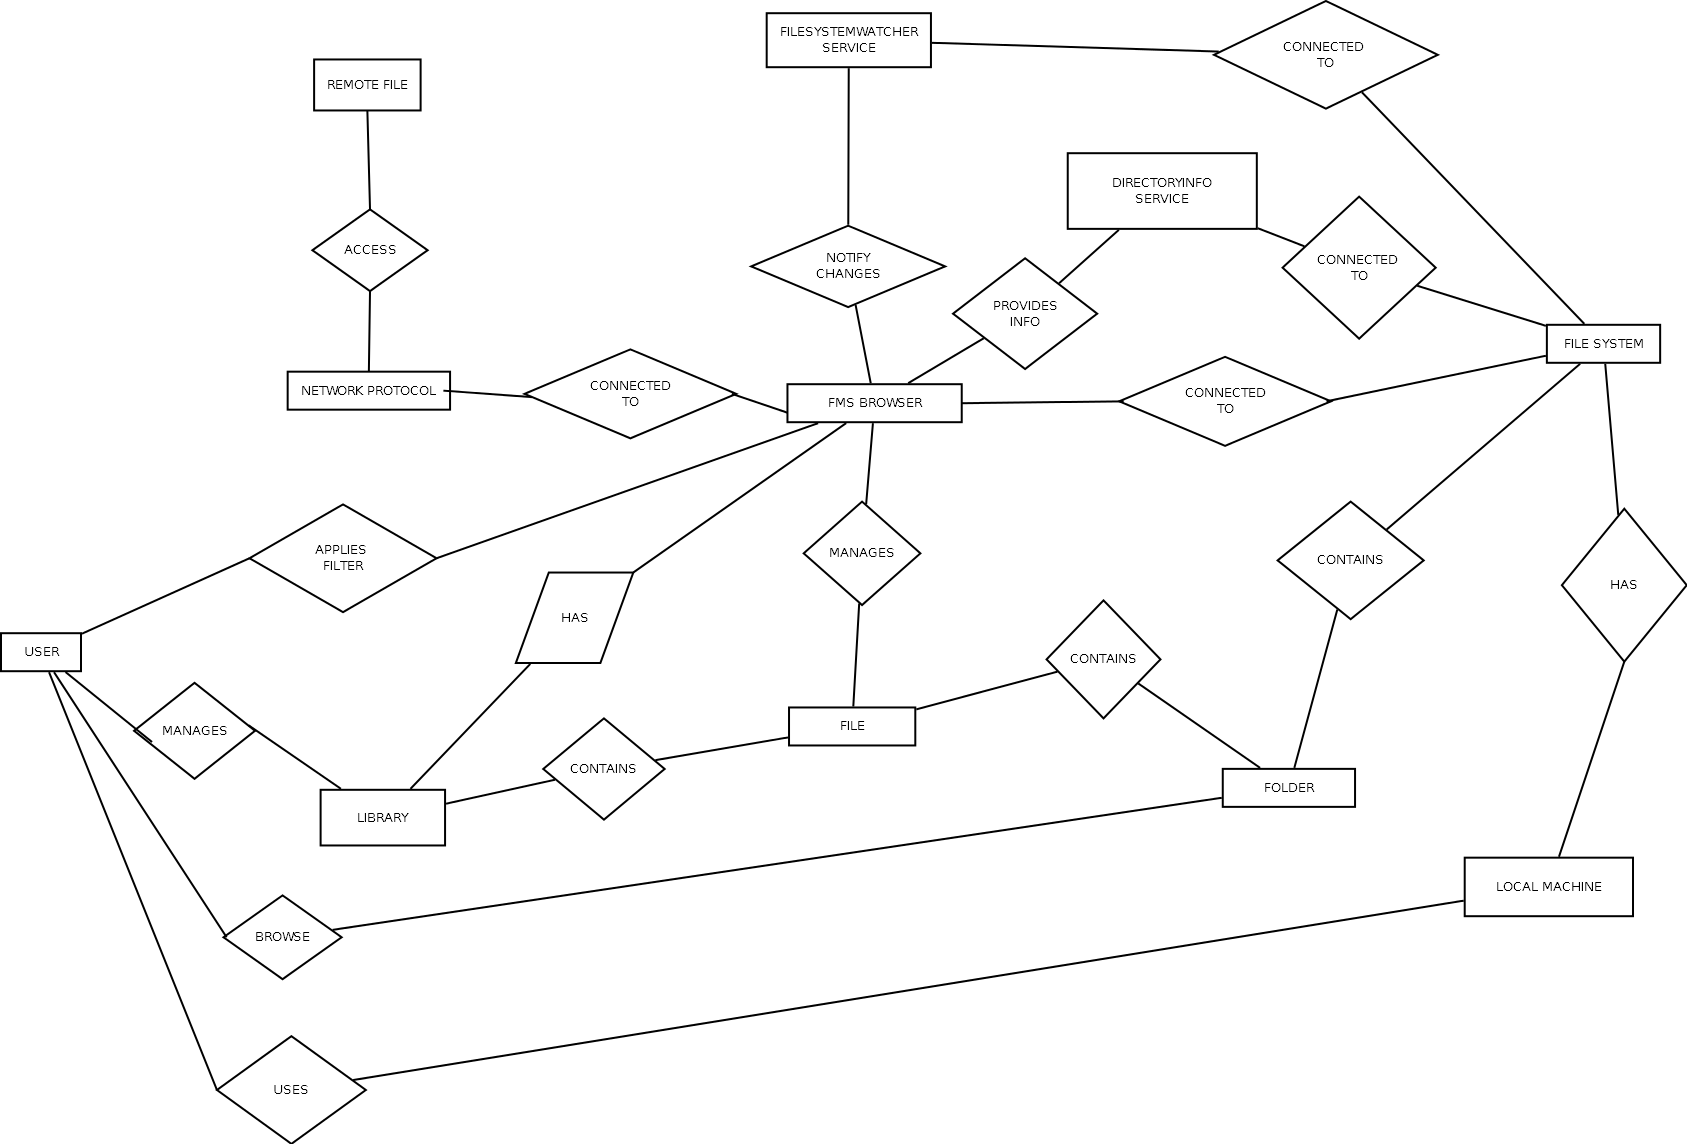 FILESYSTEMWATCHER
SERVICE
CONNECTED
TO
REMOTE FILE
DIRECTORYINFO
SERVICE
ACCESS
NOTIFY
CHANGES
CONNECTED
TO
PROVIDES
INFO
FILE SYSTEM
NETWORK PROTOCOL
CONNECTED
TO
FMS BROWSER
CONNECTED
TO
APPLIES
FILTER
MANAGES
CONTAINS
HAS
HAS
USER
CONTAINS
MANAGES
FILE
CONTAINS
FOLDER
LIBRARY
LOCAL MACHINE
BROWSE
USES